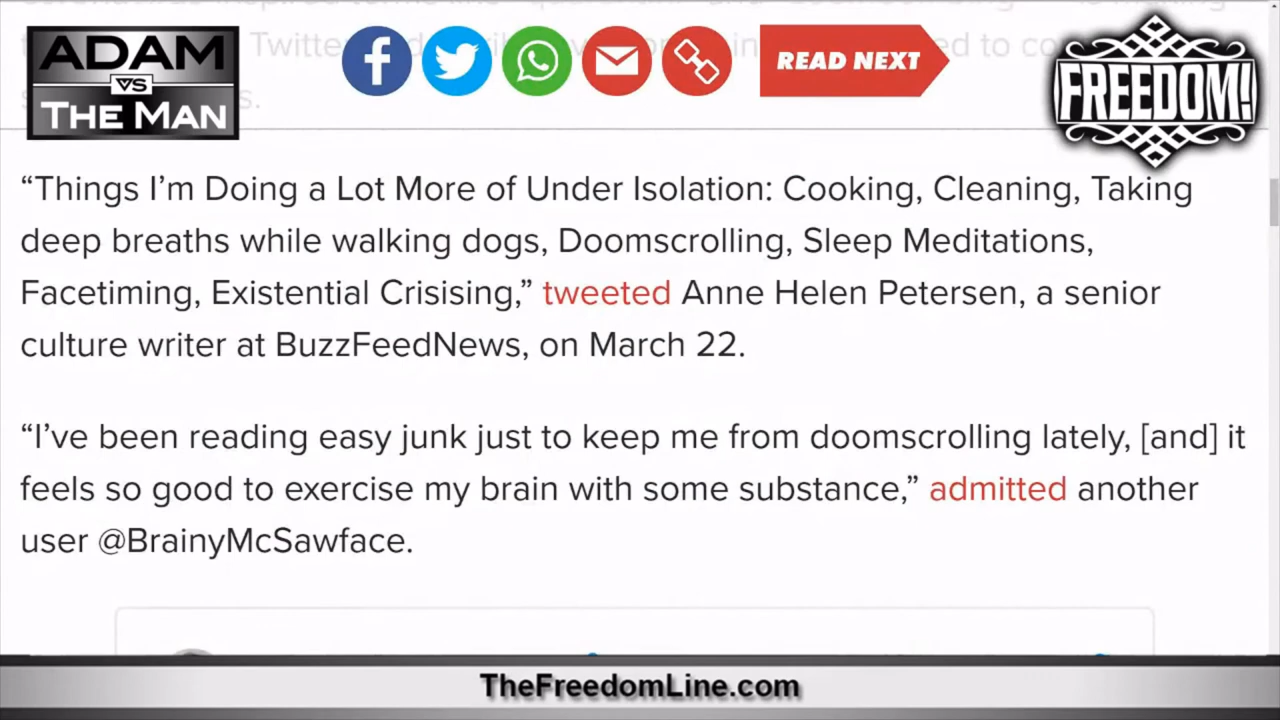 ADAM
VS
THE MAN
READ NEXT
FREEDOM!
“Things I’m Doing a Lot More of Under Isolation: Cooking, Cleaning, Taking
deep breaths while walking dogs, Doomscrolling, Sleep Meditations,
Facetiming, Existential Crisising,” tweeted Anne Helen Petersen, a senior
culture writer at BuzzFeedNews, on March 22.
“I’ve been reading easy junk just to keep me from doomscrolling lately, [and] it
feels so good to exercise my brain with some substance,” admitted another
user @BrainyMcSawface.
TheFreedomLine.com